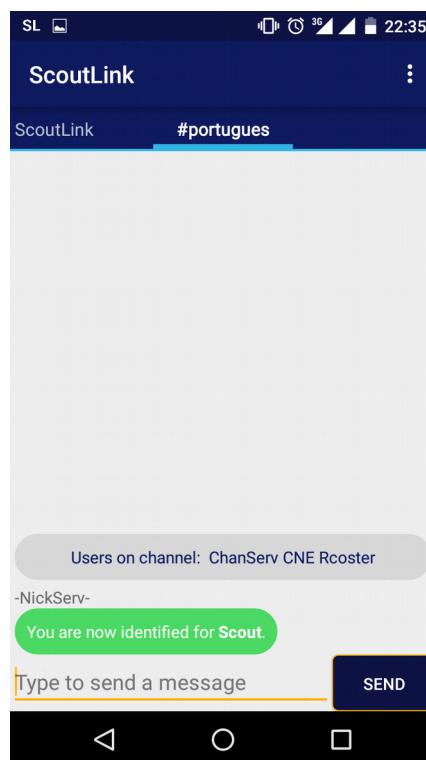 SL 3G 22:35
ScoutLink
ScoutLink #portugues
Users on channel: ChanServ CNE Rcoster
-NickServ-
You are now identified for Scout.
Type to send a message SEND